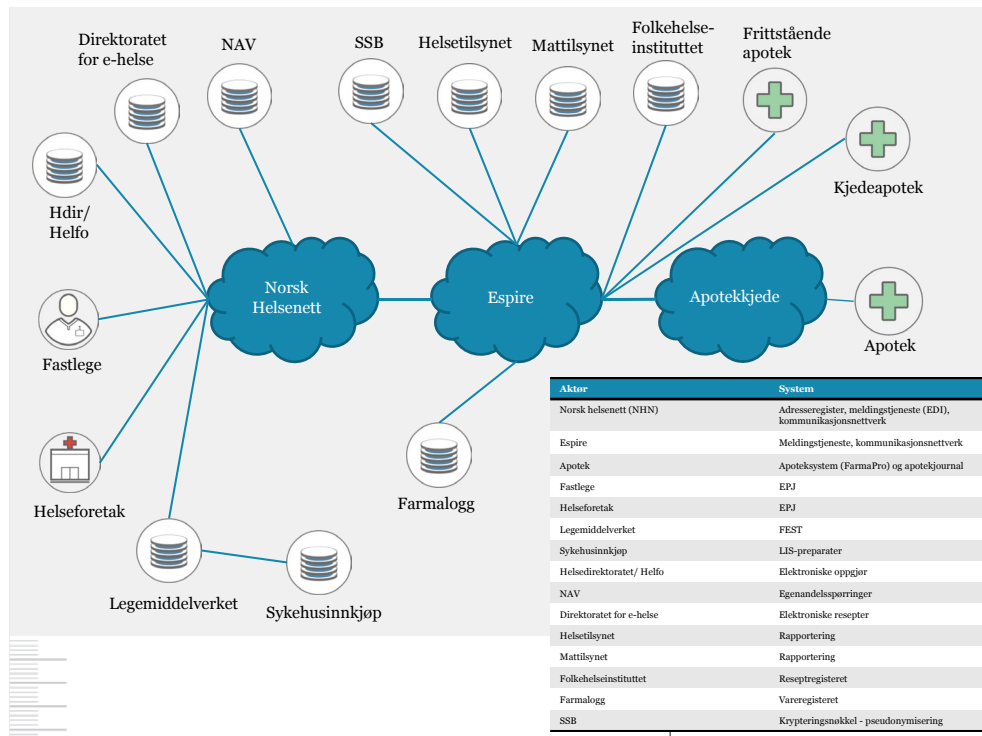 Direktoratet
for e-helse
NAV
SSB
Helsetilsynet
Mattilsynet
Folkehelse-
instituttet
Frittstående
apotek
Kjedeapotek
Hdir/
Helfo
Norsk
Helsenett
Espire
Apotekkjede
Apotek
Fastlege
Helseforetak
Farmalogg
Legemiddelverket
Sykehusinnkjøp
Aktør System
Norsk helsenett (NHN) Adresseregister, meldingstjeneste (EDI),
kommunikasjonsnettverk
Espire Meldingstjeneste, kommunikasjonsnettverk
Apotek Apoteksystem (FarmaPro) og apotekjournal
Fastlege EPJ
Helseforetak EPJ
Legemiddelverket FEST
Sykehusinnkjøp LIS-preparater
Helsedirektoratet/ Helfo Elektroniske oppgjør
NAV Egenandelsspørringer
Direktoratet for e-helse Elektroniske resepter
Helsetilsynet Rapportering
Mattilsynet Rapportering
Folkehelseinstituttet Reseptregisteret
Farmalogg Vareregisteret
SSB Krypteringsnøkkel - pseudonymisering